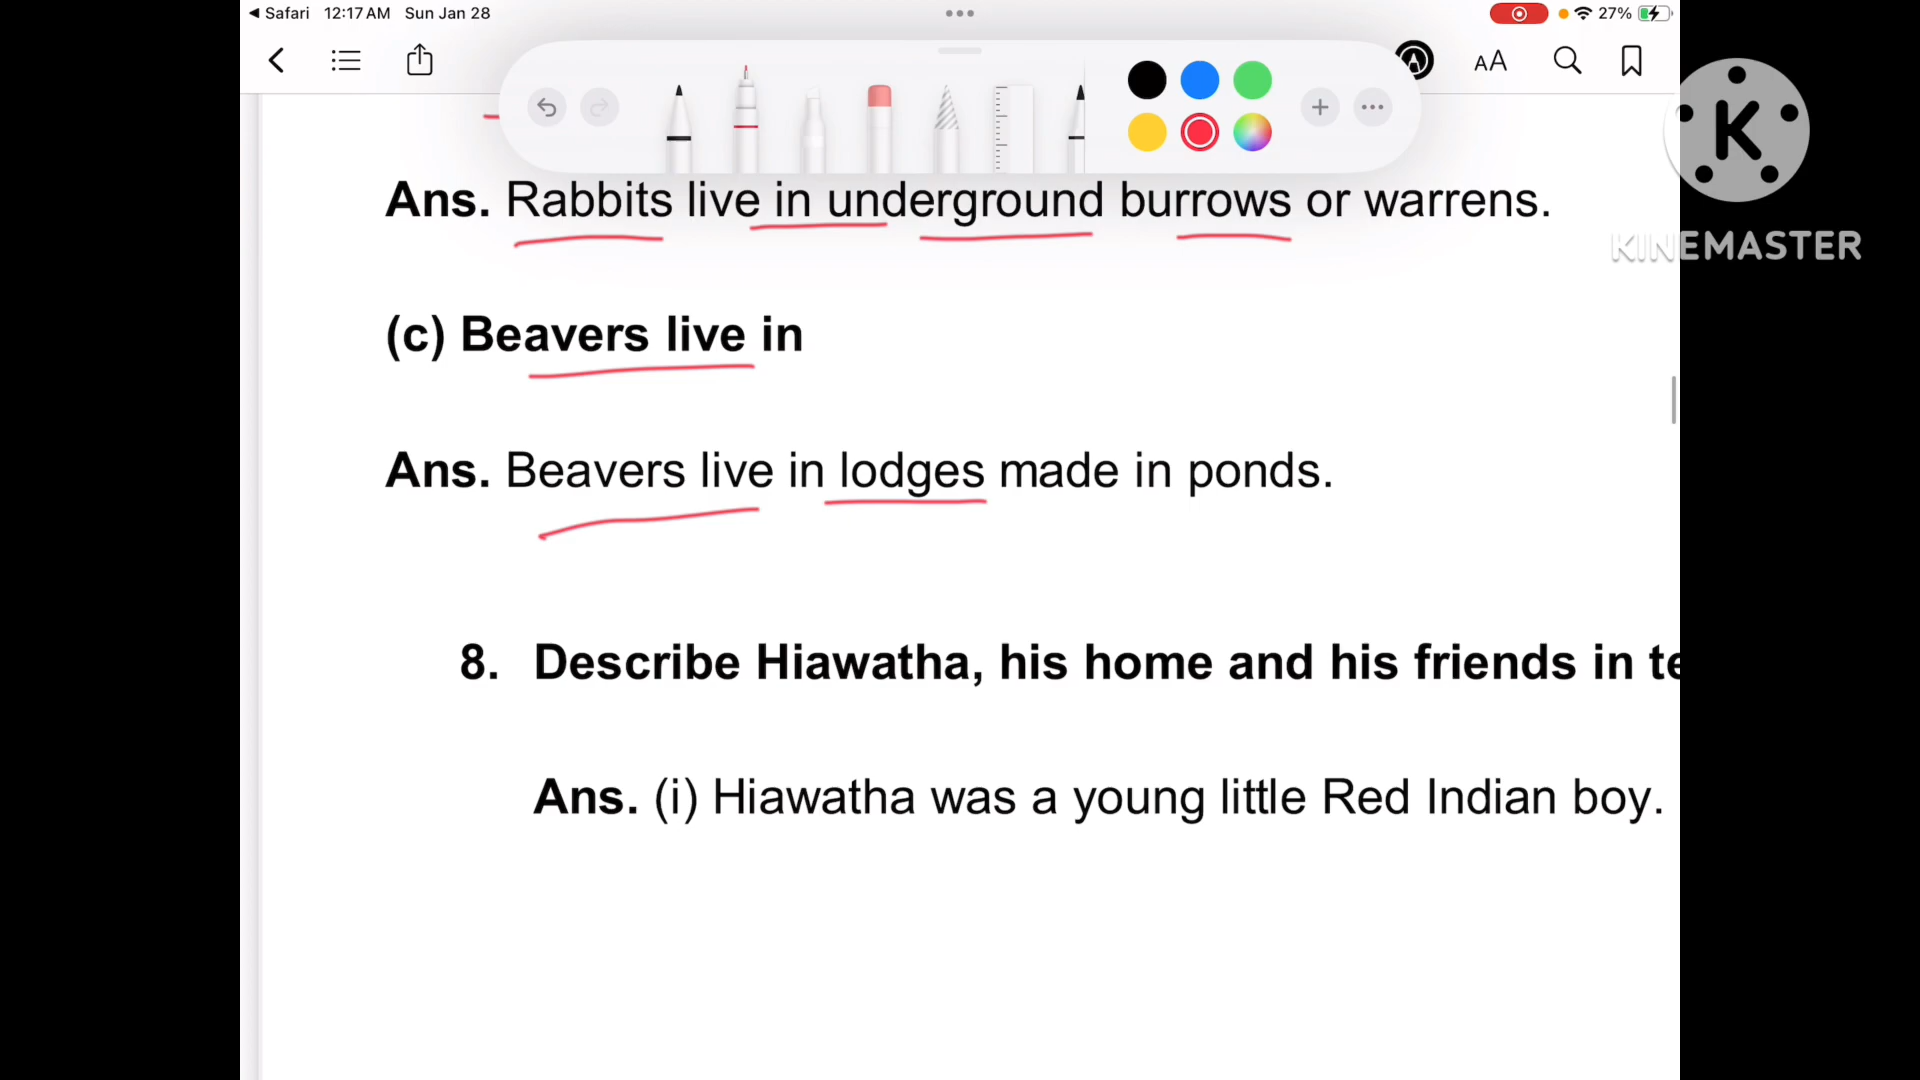 Safari 12:17 AM Sun Jan 28
27%
AA
K
KINEMASTER
Ans. Rabbits live in underground burrows or warrens.
(c) Beavers live in
Ans. Beavers live in lodges made in ponds.
8. Describe Hiawatha, his home and his friends in te
Ans. (i) Hiawatha was a young little Red Indian boy.